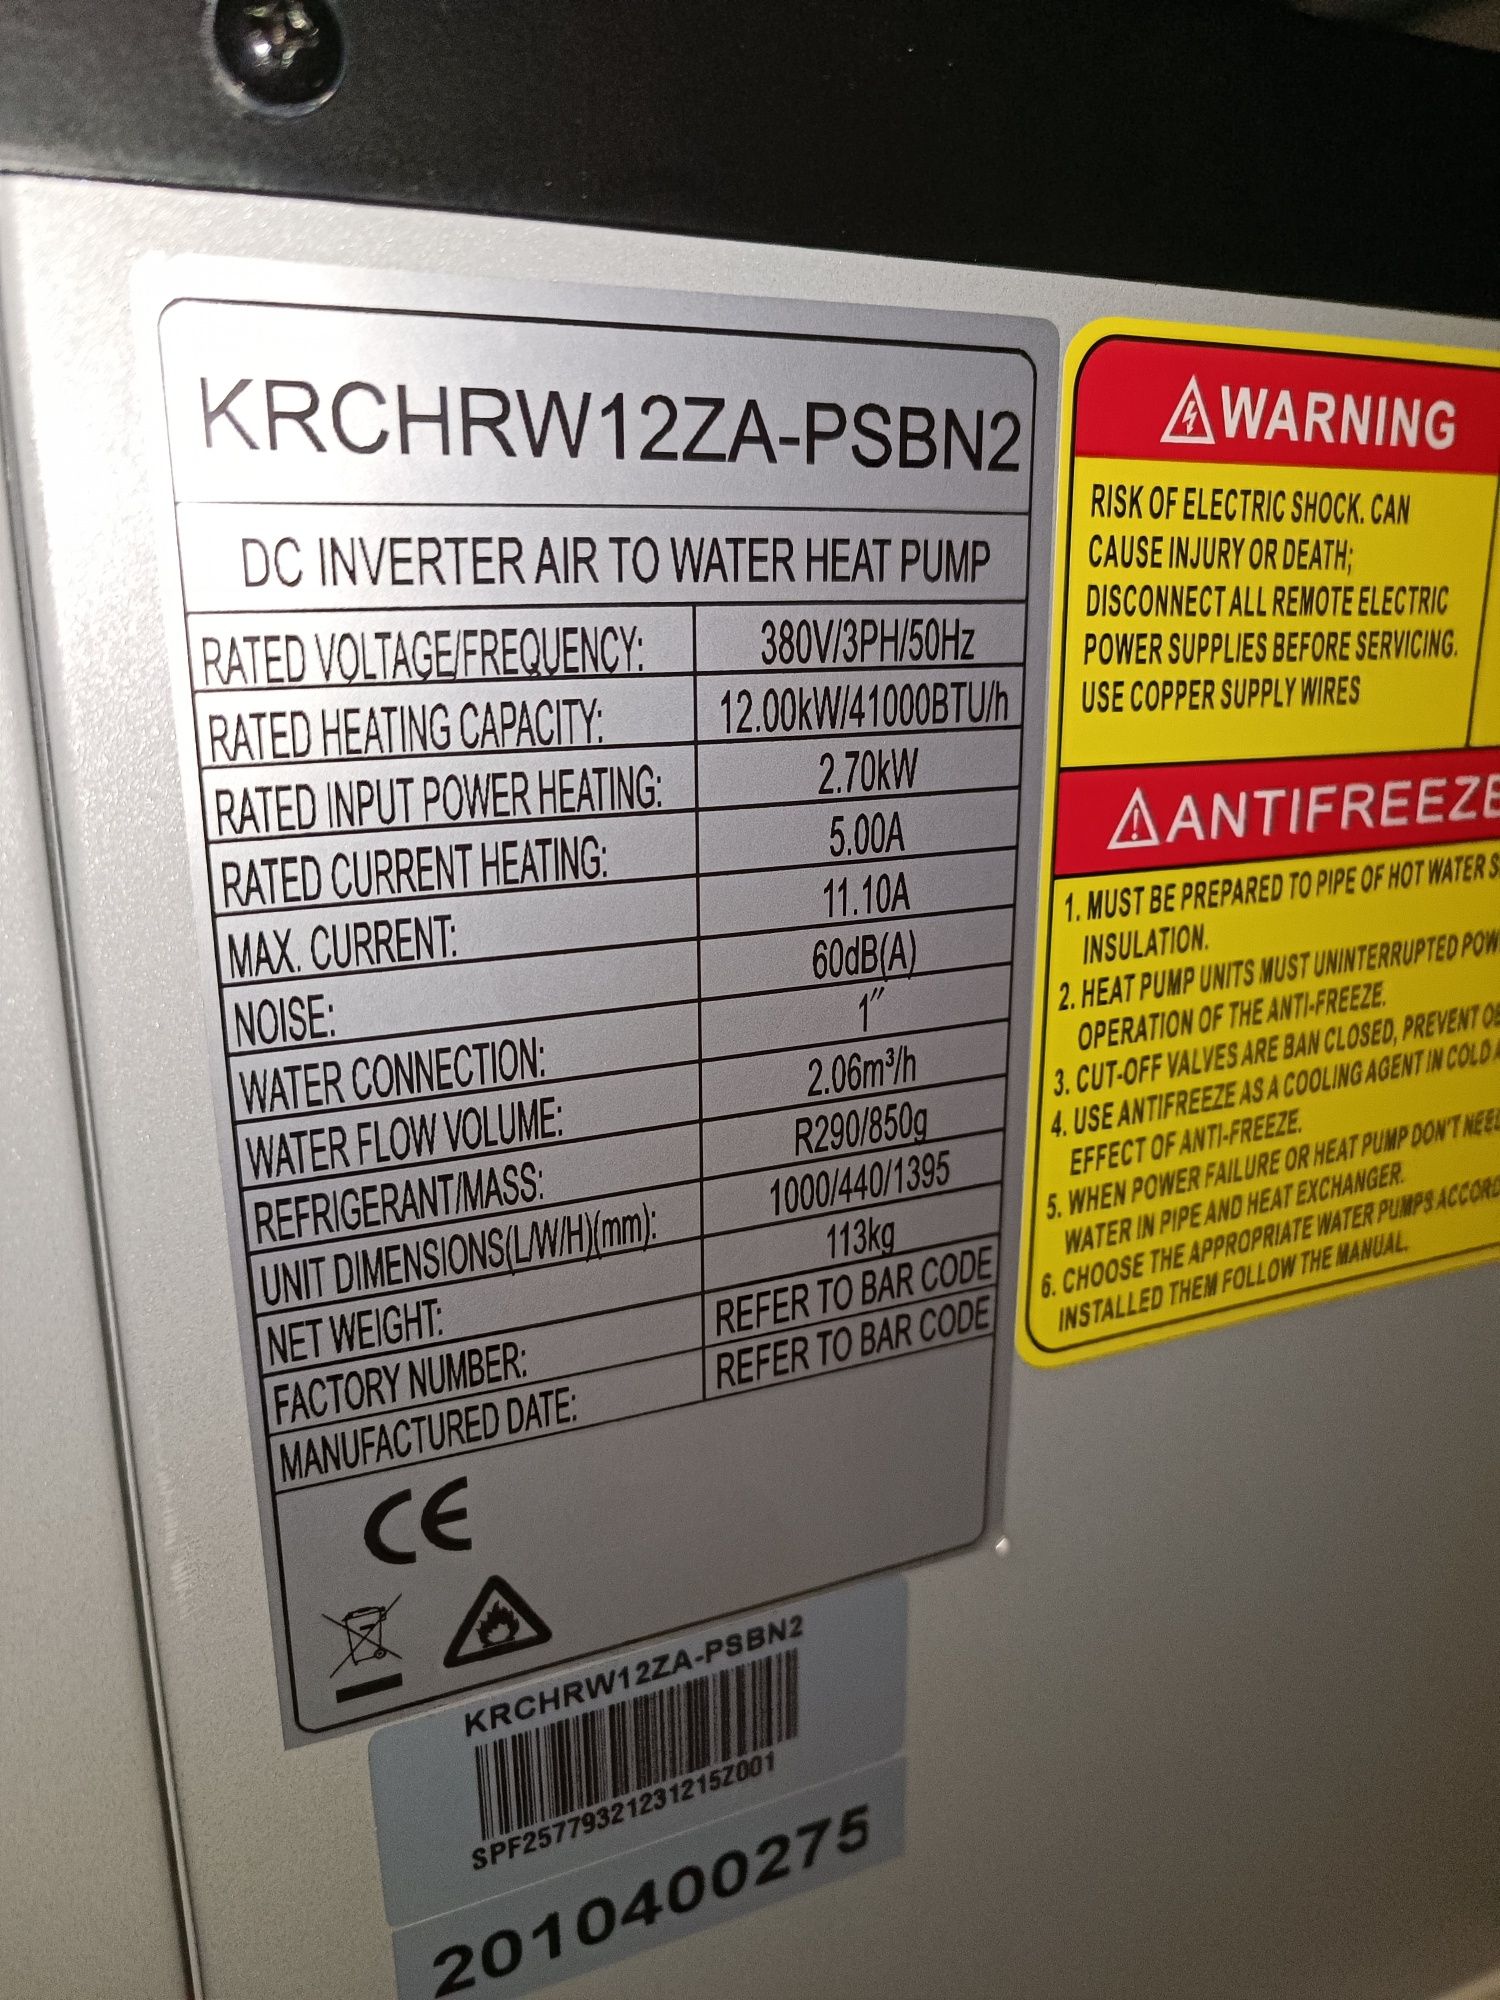 KRCHRW12ZA-PSBN2
DC INVERTER AIR TO WATER HEAT PUMP
RATED VOLTAGE/FREQUENCY: 380V/3PH/50Hz
RATED HEATING CAPACITY: 12.00kW/41000BTU/h
RATED INPUT POWER HEATING: 2.70kW
RATED CURRENT HEATING: 5.00A
MAX. CURRENT: 11.10A
NOISE: 60dB(A)
WATER CONNECTION: 1″
WATER FLOW VOLUME: 2.06m³/h
REFRIGERANT/MASS: R290/850g
UNIT DIMENSIONS(L/W/H)(mm): 1000/440/1395
NET WEIGHT: 113kg
FACTORY NUMBER: REFER TO BAR CODE
MANUFACTURED DATE: REFER TO BAR CODE
CE
KRCHRW12ZA-PSBN2
SPF25779321231215Z001
2010400275
WARNING
RISK OF ELECTRIC SHOCK. CAN
CAUSE INJURY OR DEATH;
DISCONNECT ALL REMOTE ELECTRIC
POWER SUPPLIES BEFORE SERVICING.
USE COPPER SUPPLY WIRES
ANTIFREEZE
1. MUST BE PREPARED TO PIPE OF HOT WATER
INSULATION.
2. HEAT PUMP UNITS MUST UNINTERRUPTED
OPERATION OF THE ANTI-FREEZE.
3. CUT-OFF VALVES ARE BAN CLOSED, PREVENT
4. USE ANTIFREEZE AS A COOLING AGENT IN COLD
EFFECT OF ANTI-FREEZE.
5. WHEN POWER FAILURE OR HEAT PUMP DON'T
WATER IN PIPE AND HEAT EXCHANGER.
6. CHOOSE THE APPROPRIATE WATER PUMPS
INSTALLED THEM FOLLOW THE MANUAL.